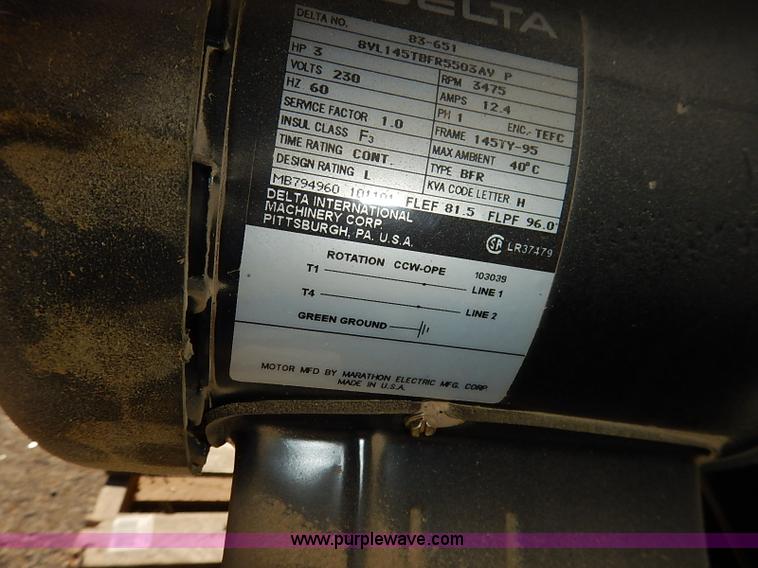 DELTA
DELTA NO. 83-651
8VL145TBFR5503AV P
HP 3 RPM 3475
VOLTS 230 AMPS 12.4
HZ 60 PH 1 ENC.- TEFC
SERVICE FACTOR 1.0 FRAME 145TY-95
INSUL CLASS F3 MAX AMBIENT 40°C
TIME RATING CONT. TYPE BFR
DESIGN RATING L KVA CODE LETTER H
MB794960 FLEF 81.5 FLPF 96.0
DELTA INTERNATIONAL
MACHINERY CORP.
PITTSBURGH, PA. U.S.A.
SA LR37479
ROTATION CCW-OPE 103039
T1 LINE 1
T4 LINE 2
GREEN GROUND
MOTOR MFD BY MARATHON ELECTRIC MFG. CORP
MADE IN U.S.A.
www.purplewave.com